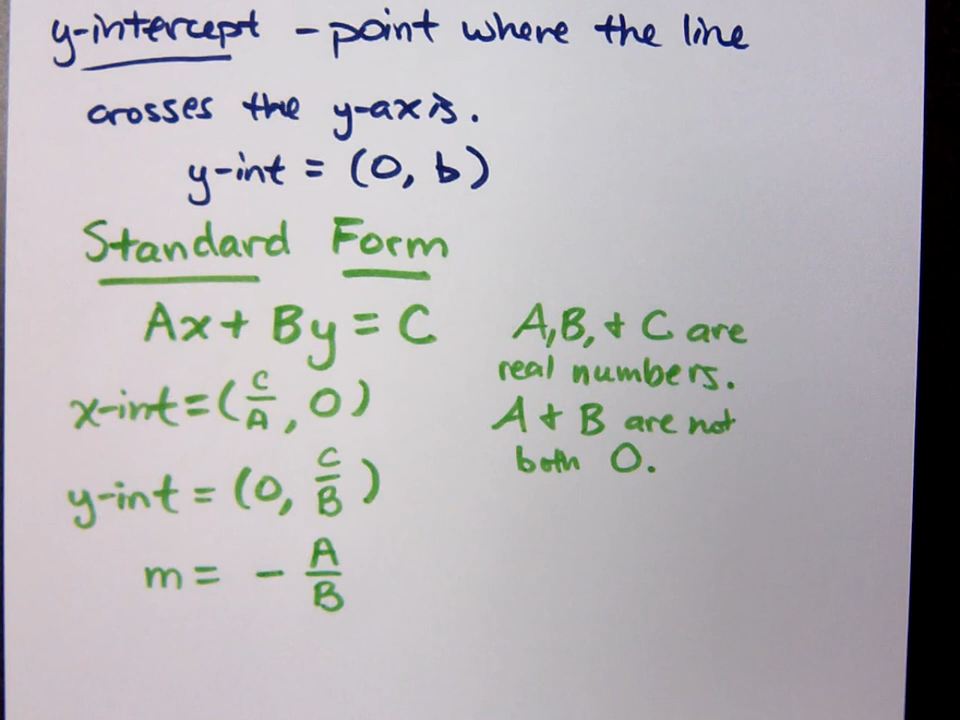 y-intercept - point where the line
crosses the y-axis.
y-int = (0, b)
Standard Form
Ax + By = C
A, B, + C are
real numbers.
A + B are not
both 0.
x-int = (C/A, 0)
y-int = (0, C/B)
m = - A/B